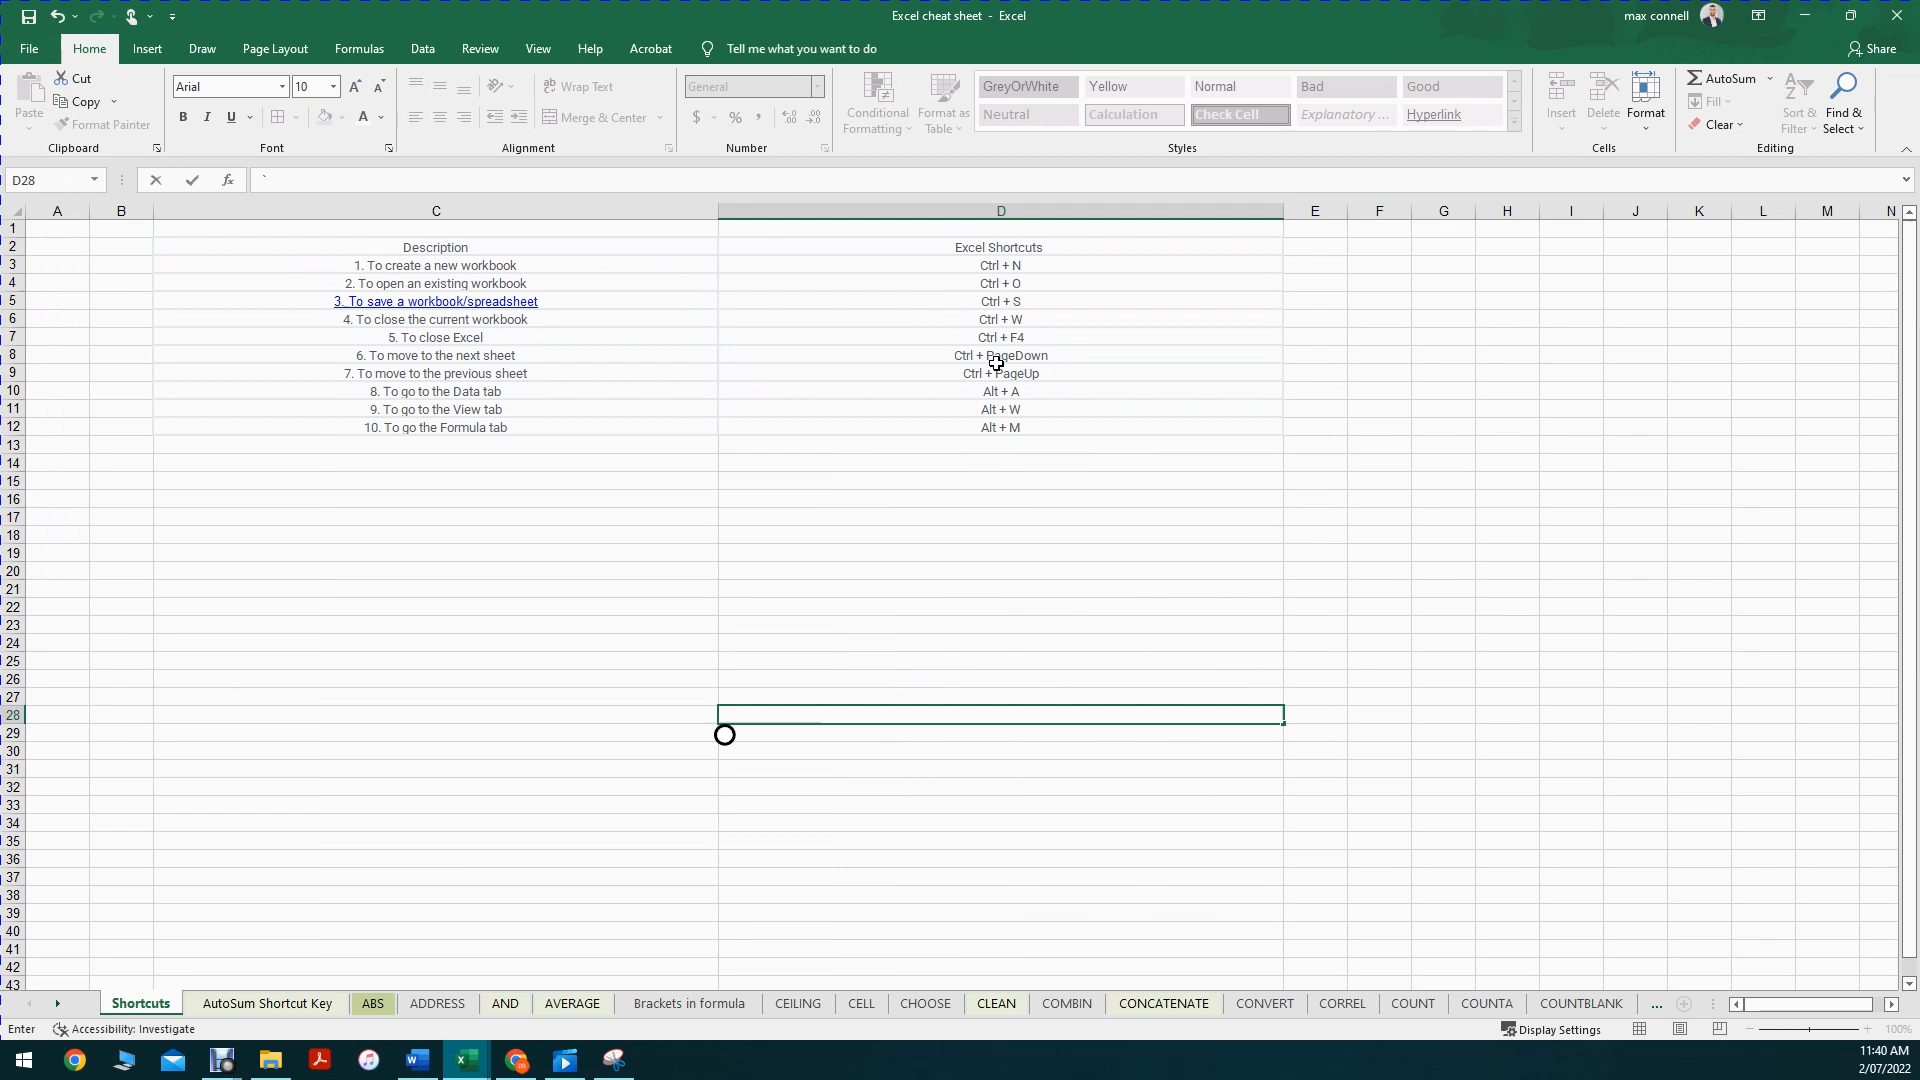 Excel cheat sheet - Excel
max connell
File Home Insert Draw Page Layout Formulas Data Review View Help Acrobat Tell me what you want to do Share
Paste Cut Copy Format Painter Clipboard
Arial 10 B I U A Font
Wrap Text Merge & Center Alignment
General $ % , Number
Conditional Formatting Format as Table GreyOrWhite Yellow Normal Bad Good
Neutral Calculation Check Cell Explanatory ... Hyperlink Styles
Insert Delete Format Cells
AutoSum Fill Clear Sort & Filter Find & Select Editing
D28 fx `
A B C D E F G H I J K L M N
1
2 Description Excel Shortcuts
3 1. To create a new workbook Ctrl + N
4 2. To open an existing workbook Ctrl + O
5 3. To save a workbook/spreadsheet Ctrl + S
6 4. To close the current workbook Ctrl + W
7 5. To close Excel Ctrl + F4
8 6. To move to the next sheet Ctrl + PageDown
9 7. To move to the previous sheet Ctrl + PageUp
10 8. To go to the Data tab Alt + A
11 9. To go to the View tab Alt + W
12 10. To go the Formula tab Alt + M
13
14
15
16
17
18
19
20
21
22
23
24
25
26
27
28
29
30
31
32
33
34
35
36
37
38
39
40
41
42
43
Shortcuts AutoSum Shortcut Key ABS ADDRESS AND AVERAGE Brackets in formula CEILING CELL CHOOSE CLEAN COMBIN CONCATENATE CONVERT CORREL COUNT COUNTA COUNTBLANK ...
Enter Accessibility: Investigate Display Settings 100%
11:40 AM
2/07/2022